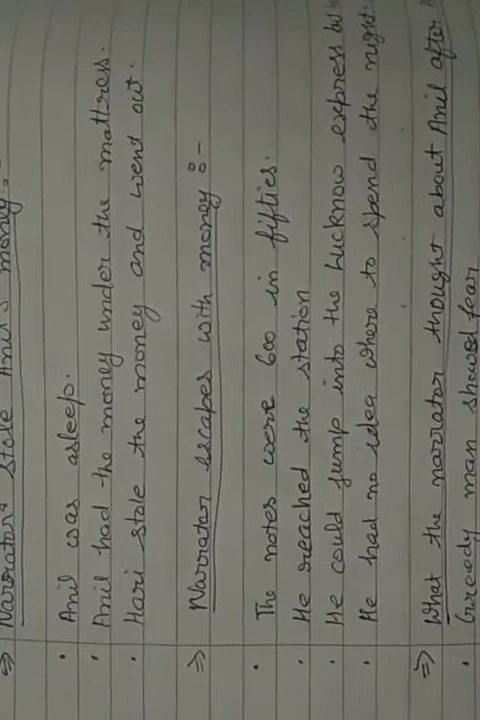 ⇒ Narrator stole Anil's money:-
• Anil was asleep.
• Anil had the money under the mattress.
• Hari stole the money and went out.
⇒ Narrator escapes with money :-
• The notes were 600 in fifties.
• He reached the station
• He could jump into the Lucknow express but
• He had no idea where to spend the night.
⇒ What the narrator thought about Anil after
• Greedy man showed fear